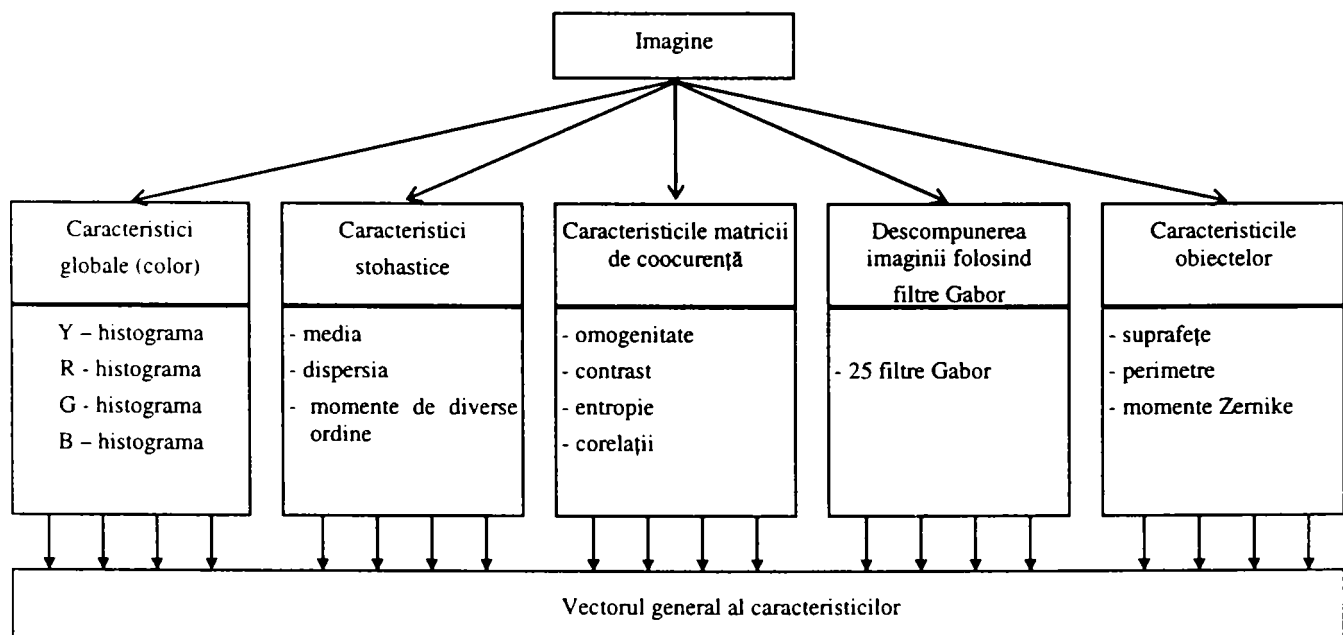 Imagine
Caracteristici
globale (color)
Y – histograma
R - histograma
G - histograma
B – histograma
Caracteristici
stohastice
- media
- dispersia
- momente de diverse
ordine
Caracteristicile matricii
de coocurență
- omogenitate
- contrast
- entropie
- corelații
Descompunerea
imaginii folosind
filtre Gabor
- 25 filtre Gabor
Caracteristicile
obiectelor
- suprafețe
- perimetre
- momente Zernike
Vectorul general al caracteristicilor